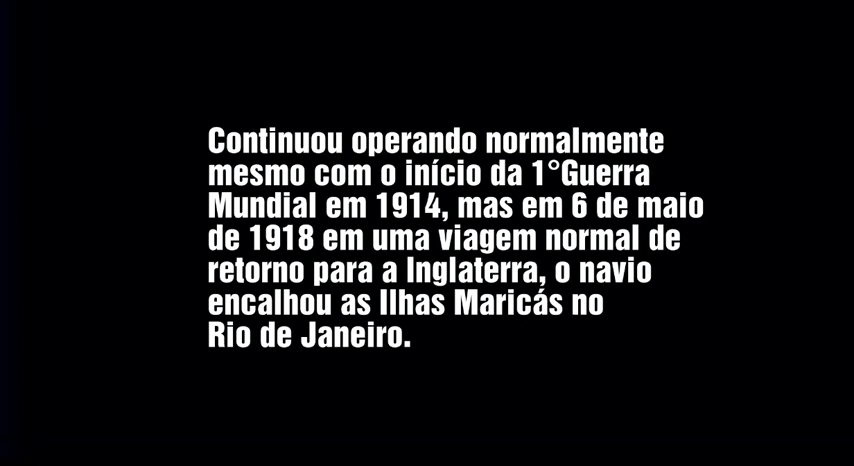 Continuou operando normalmente
mesmo com o início da 1°Guerra
Mundial em 1914, mas em 6 de maio
de 1918 em uma viagem normal de
retorno para a Inglaterra, o navio
encalhou as Ilhas Maricás no
Rio de Janeiro.